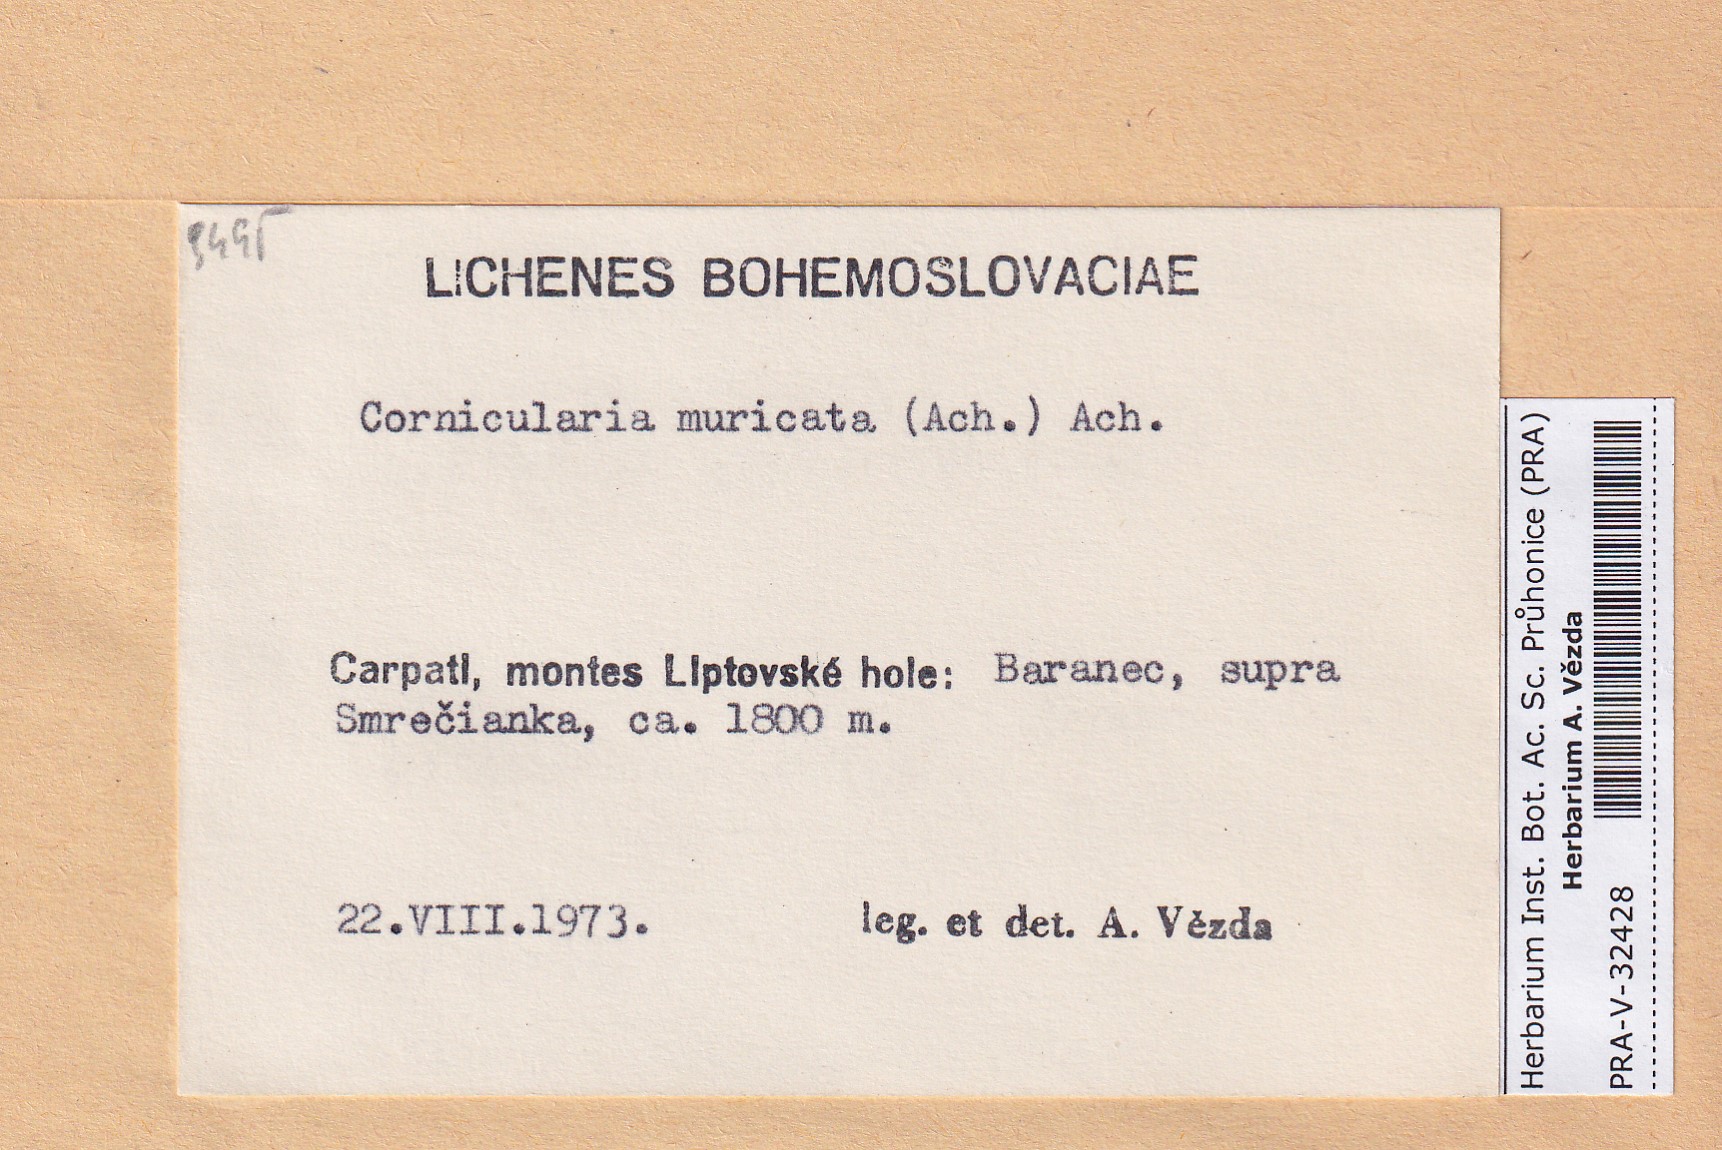 9445
LICHENES BOHEMOSLOVACIAE
Cornicularia muricata (Ach.) Ach.
Carpati, montes Liptovské hole: Baranec, supra
Smrečianka, ca. 1800 m.
22.VIII.1973.
leg. et det. A. Vězda
Herbarium Inst. Bot. Ac. Sc. Průhonice (PRA)
Herbarium A. Vězda
PRA-V-32428